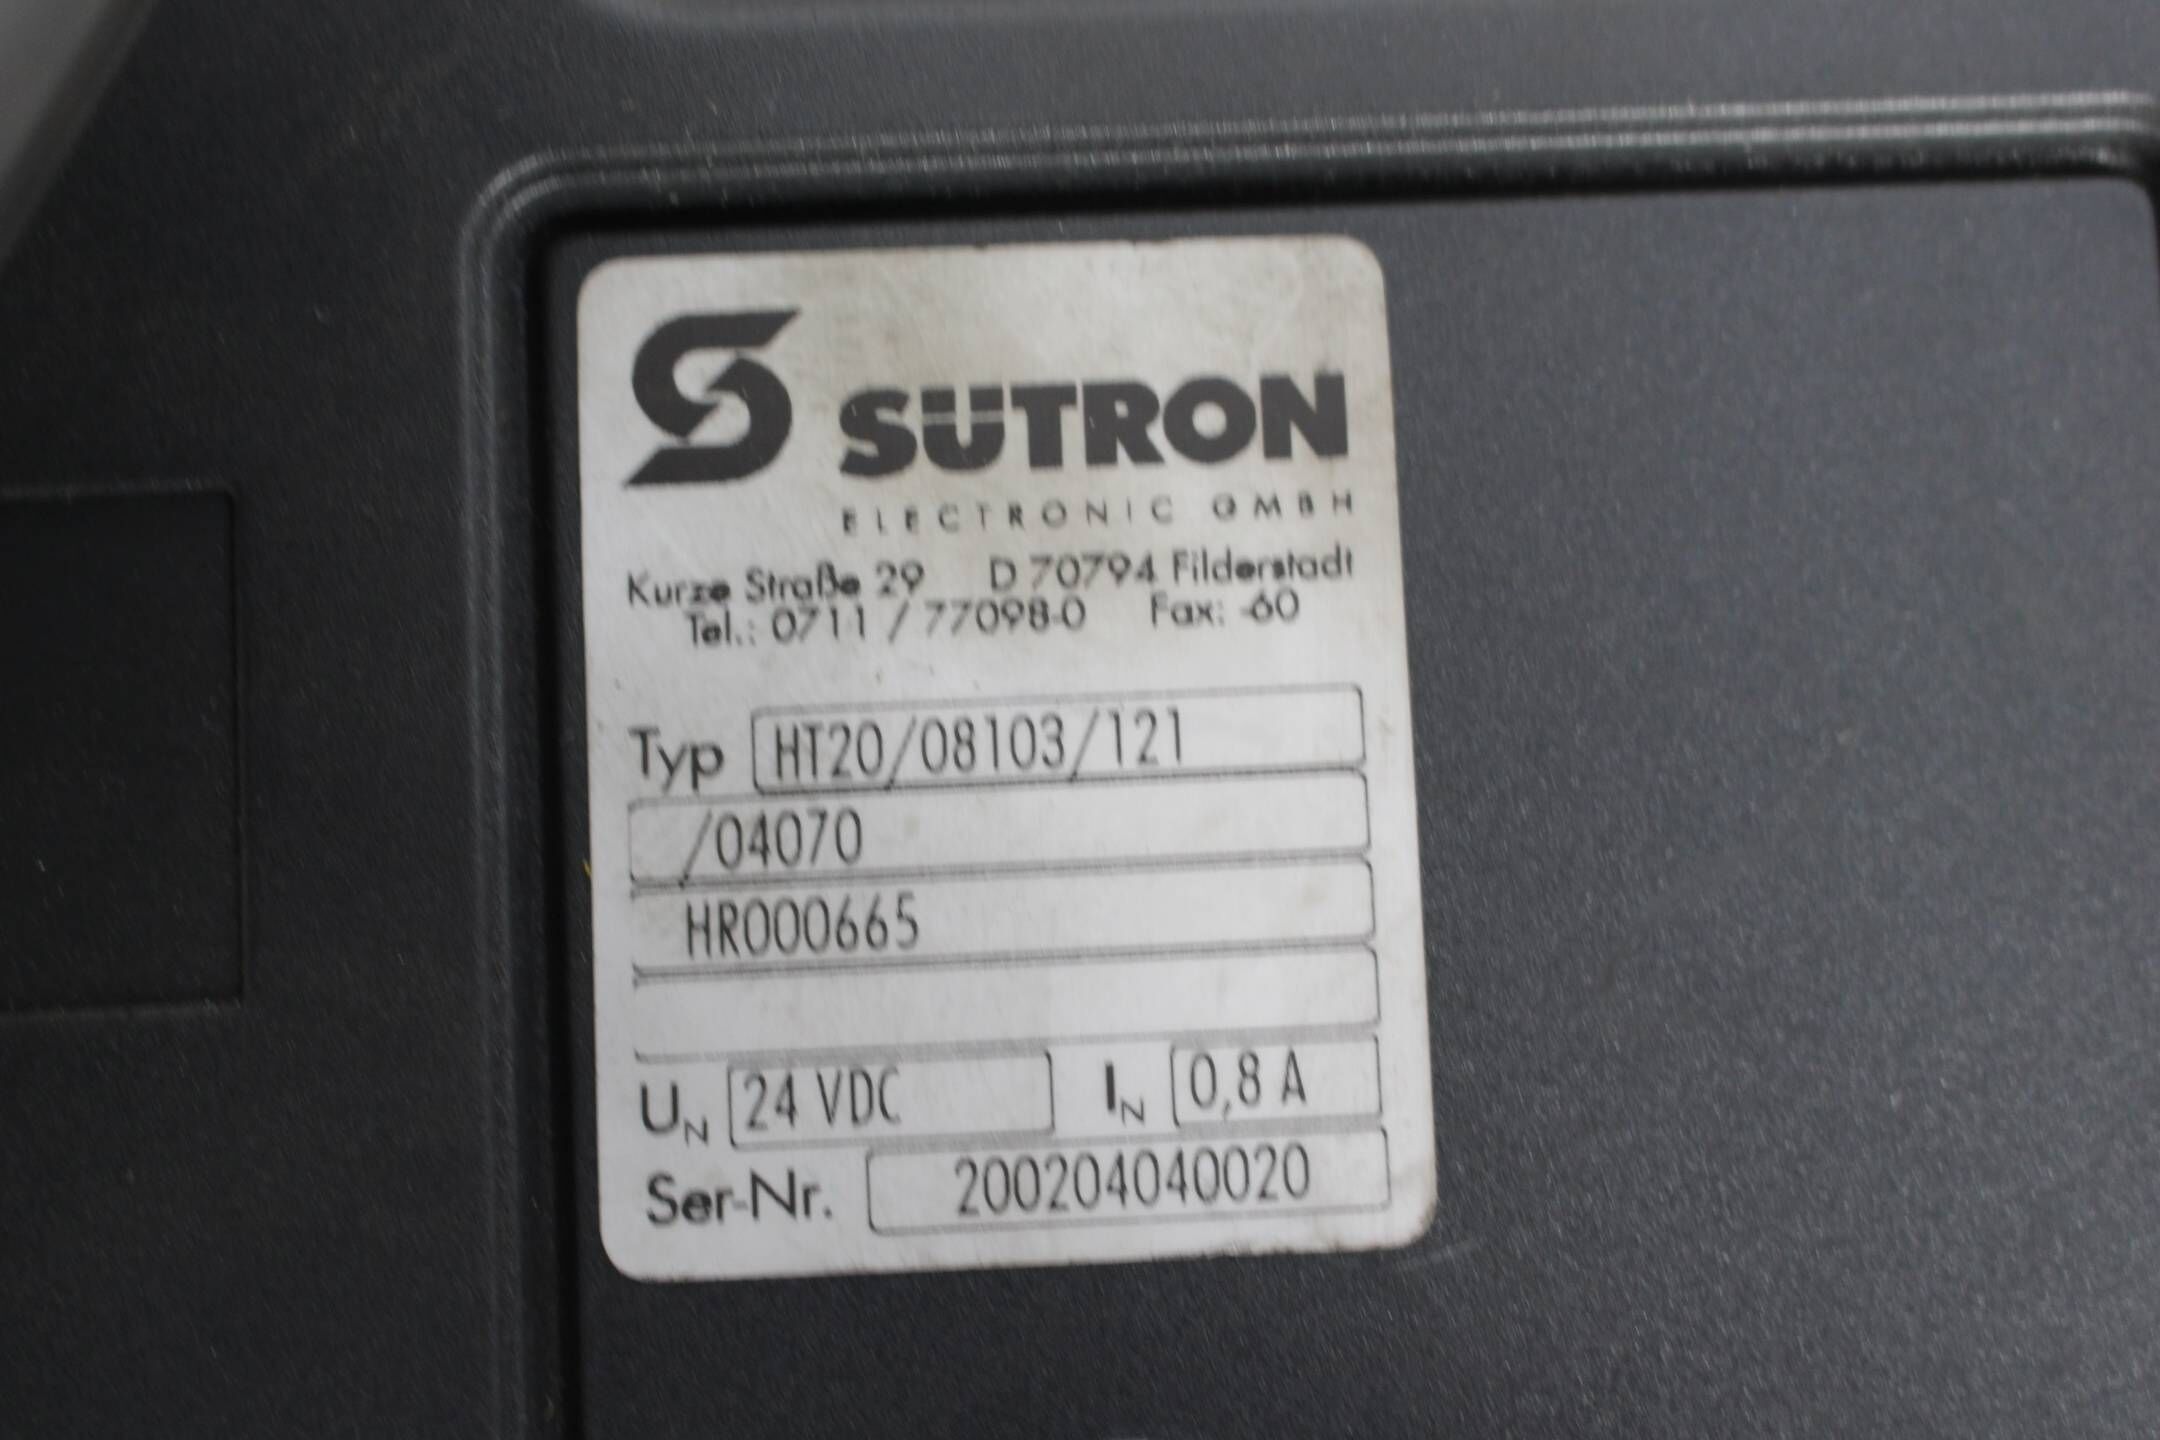 SÜTRON
ELECTRONIC GMBH
Kurze Straße 29 D 70794 Filderstadt
Tel.: 0711 / 77098-0 Fax: -60
Typ HT20/08103/121
/04070
HR000665
UN 24 VDC IN 0,8 A
Ser-Nr. 200204040020